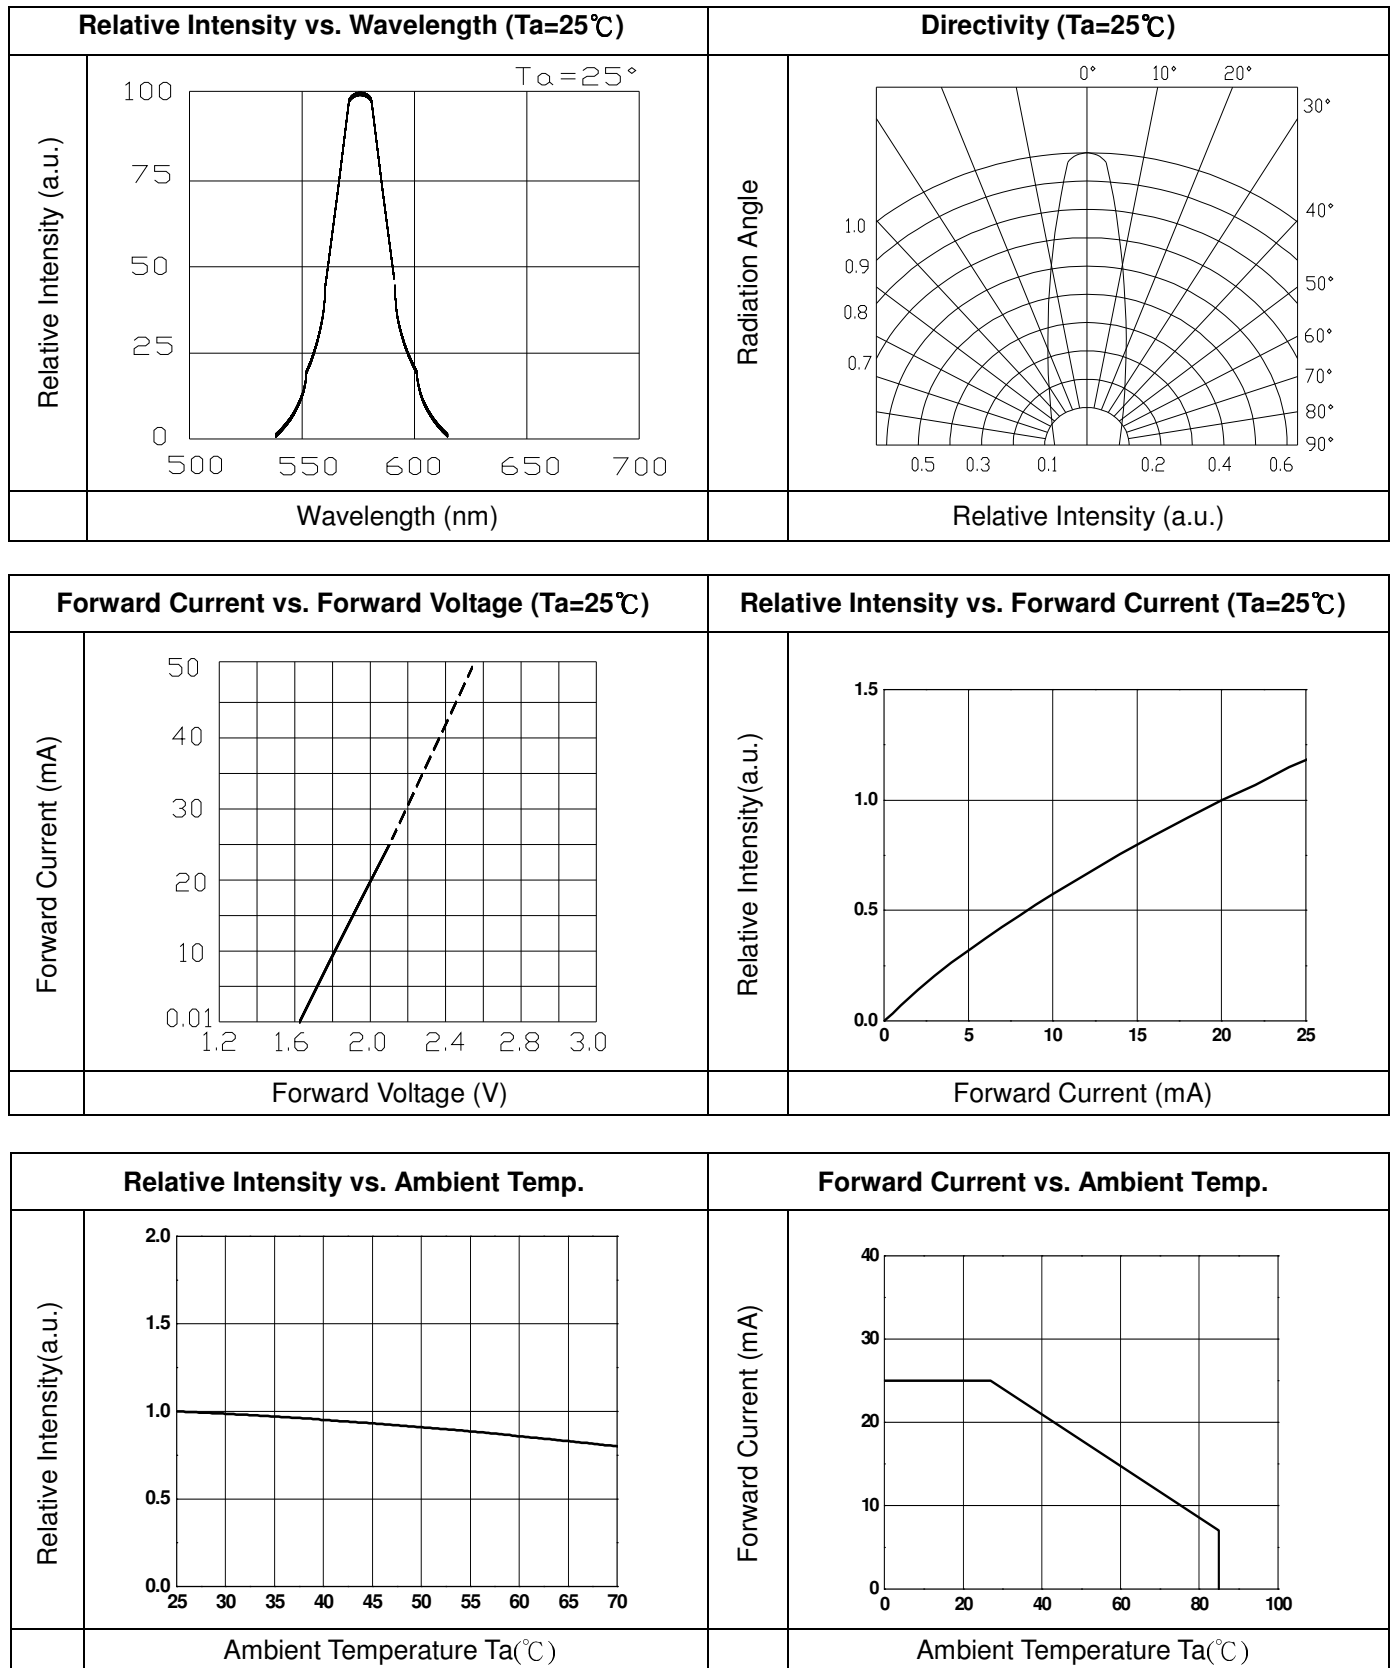 Relative Intensity vs. Wavelength (Ta=25℃)
Directivity (Ta=25℃)
Relative Intensity (a.u.)
Ta=25°
100
75
50
25
0
500 550 600 650 700
Wavelength (nm)
Radiation Angle
0° 10° 20°
30°
40°
50°
60°
70°
80°
90°
1.0
0.9
0.8
0.7
0.5 0.3 0.1 0.2 0.4 0.6
Relative Intensity (a.u.)
Forward Current vs. Forward Voltage (Ta=25℃)
Relative Intensity vs. Forward Current (Ta=25℃)
Forward Current (mA)
50
40
30
20
10
0.01
1.2 1.6 2.0 2.4 2.8 3.0
Forward Voltage (V)
Relative Intensity(a.u.)
1.5
1.0
0.5
0.0
0 5 10 15 20 25
Forward Current (mA)
Relative Intensity vs. Ambient Temp.
Forward Current vs. Ambient Temp.
Relative Intensity(a.u.)
2.0
1.5
1.0
0.5
0.0
25 30 35 40 45 50 55 60 65 70
Ambient Temperature Ta(℃)
Forward Current (mA)
40
30
20
10
0
0 20 40 60 80 100
Ambient Temperature Ta(℃)